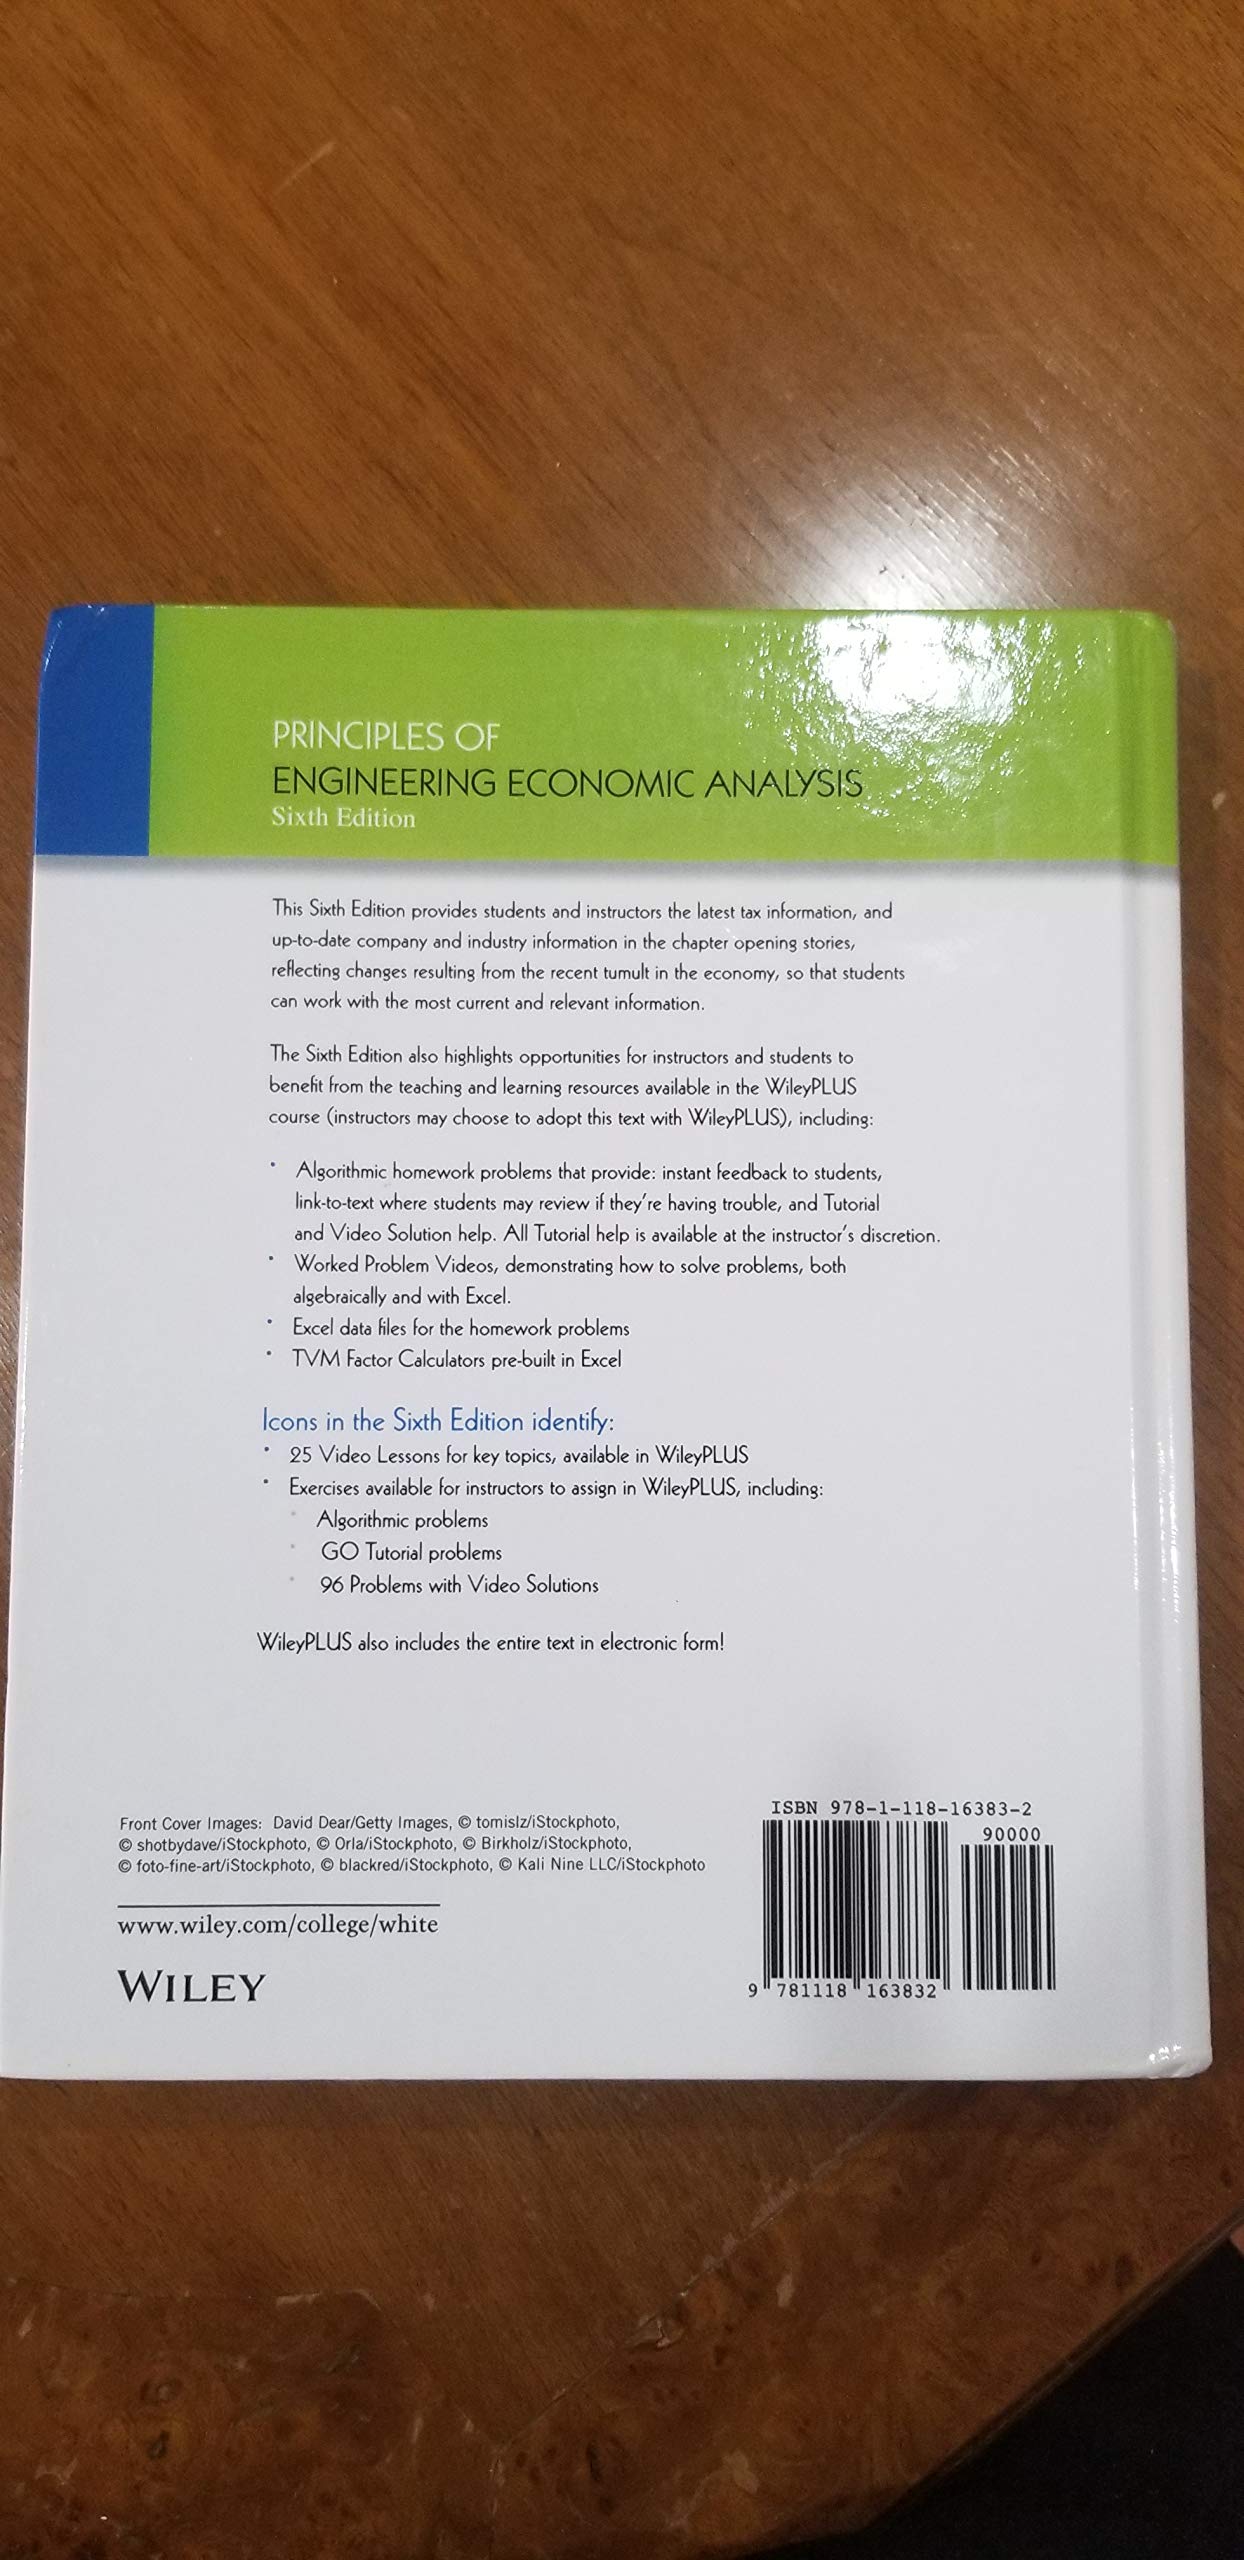 PRINCIPLES OF
ENGINEERING ECONOMIC ANALYSIS
Sixth Edition
This Sixth Edition provides students and instructors the latest tax information, and
up-to-date company and industry information in the chapter opening stories,
reflecting changes resulting from the recent tumult in the economy, so that students
can work with the most current and relevant information.
The Sixth Edition also highlights opportunities for instructors and students to
benefit from the teaching and learning resources available in the WileyPLUS
course (instructors may choose to adopt this text with WileyPLUS), including:
• Algorithmic homework problems that provide: instant feedback to students,
link-to-text where students may review if they're having trouble, and Tutorial
and Video Solution help. All Tutorial help is available at the instructor's discretion.
• Worked Problem Videos, demonstrating how to solve problems, both
algebraically and with Excel.
• Excel data files for the homework problems
• TVM Factor Calculators pre-built in Excel
Icons in the Sixth Edition identify:
• 25 Video Lessons for key topics, available in WileyPLUS
• Exercises available for instructors to assign in WileyPLUS, including:
• Algorithmic problems
• GO Tutorial problems
• 96 Problems with Video Solutions
WileyPLUS also includes the entire text in electronic form!
Front Cover Images: David Dear/Getty Images, © tomislz/iStockphoto,
© shotbydave/iStockphoto, © Orla/iStockphoto, © Birkholz/iStockphoto,
© foto-fine-art/iStockphoto, © blackred/iStockphoto, © Kali Nine LLC/iStockphoto
www.wiley.com/college/white
WILEY
ISBN 978-1-118-16383-2
90000
9 781118 163832